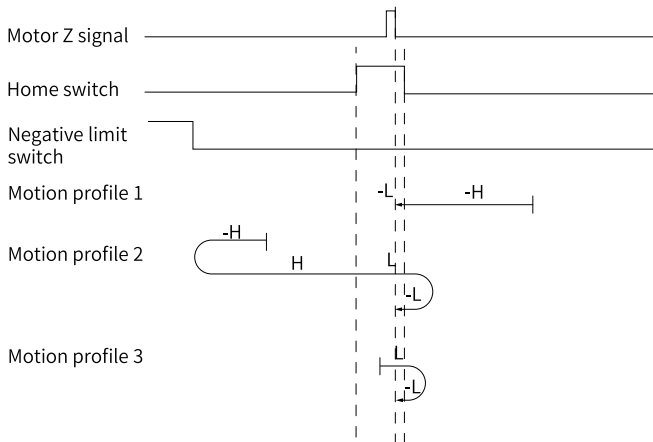 Motor Z signal
Home switch
Negative limit
switch
Motion profile 1
-L
-H
Motion profile 2
-H
H
L
-L
Motion profile 3
L
-L